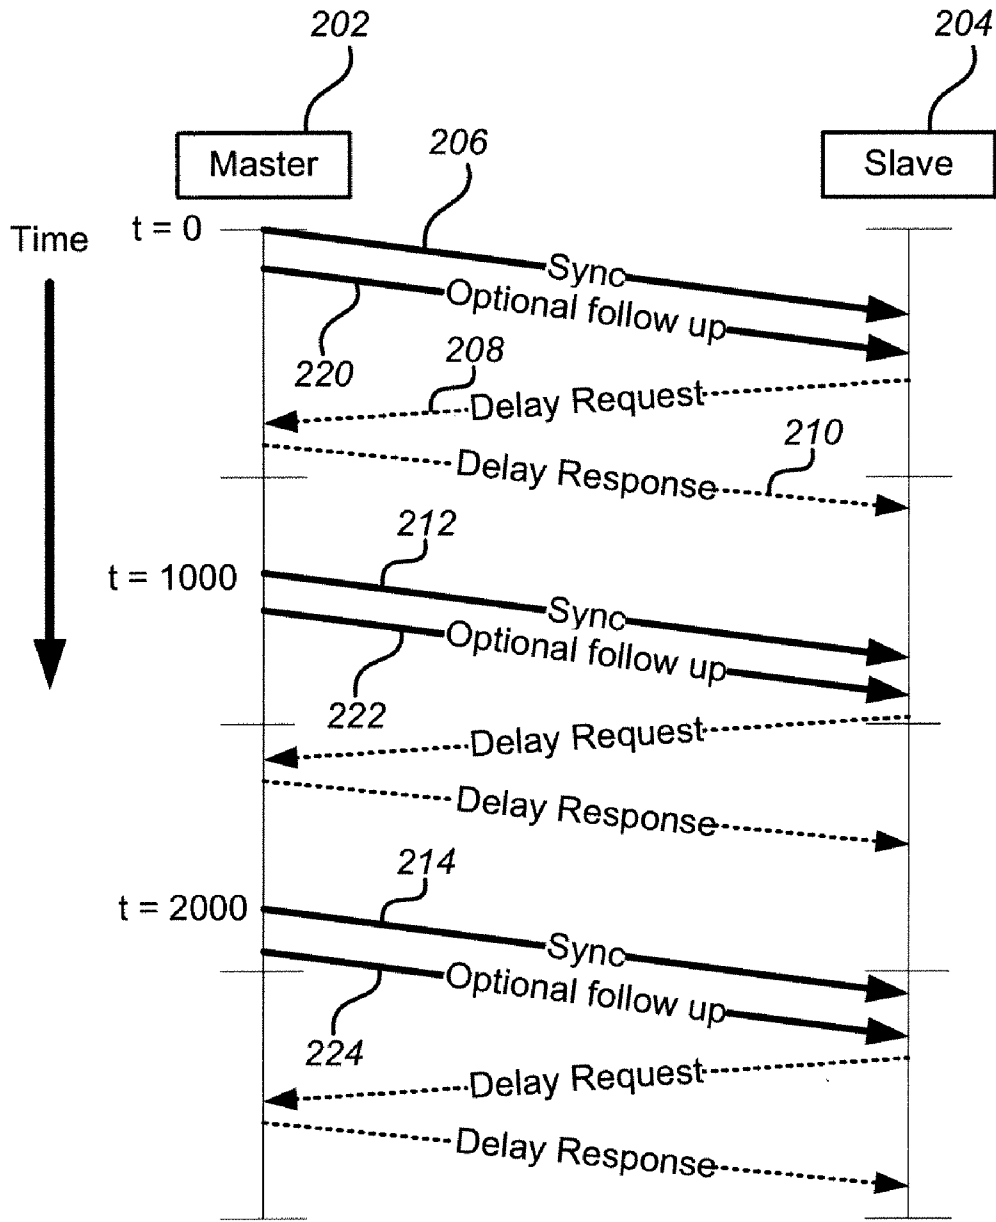 202
204
Master
206
Slave
Time
t = 0
Sync
Optional follow up
220
208
Delay Request
210
Delay Response
212
t = 1000
Sync
Optional follow up
222
Delay Request
Delay Response
214
t = 2000
Sync
Optional follow up
224
Delay Request
Delay Response